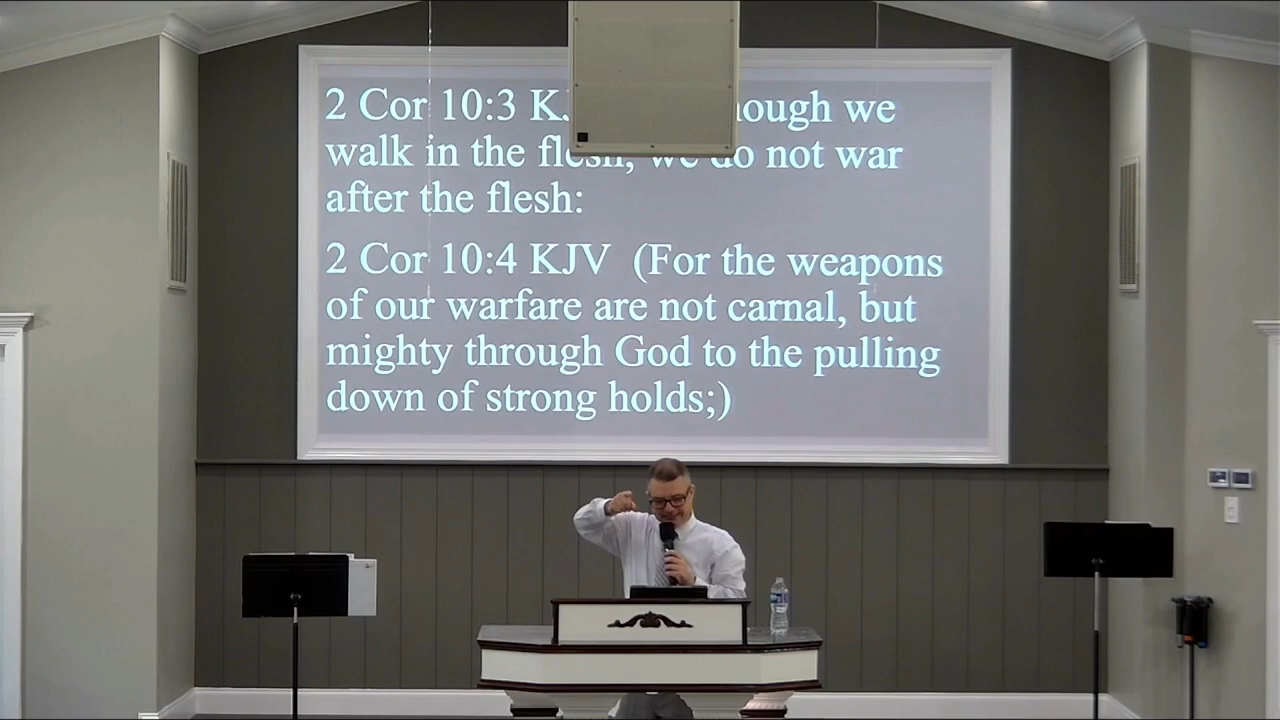 2 Cor 10:3 we
walk in the flesh, we do not war
after the flesh:
2 Cor 10:4 KJV (For the weapons
of our warfare are not carnal, but
mighty through God to the pulling
down of strong holds;)